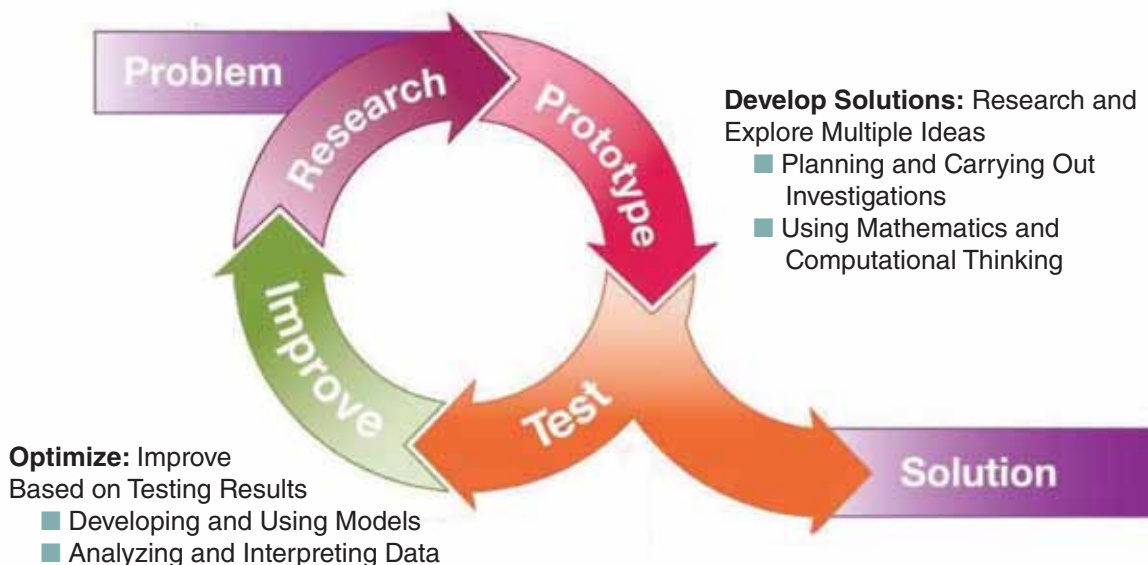 Problem
Research
Prototype
Develop Solutions: Research and
Explore Multiple Ideas
Planning and Carrying Out
Investigations
Using Mathematics and
Computational Thinking
Improve
Test
Solution
Optimize: Improve
Based on Testing Results
Developing and Using Models
Analyzing and Interpreting Data